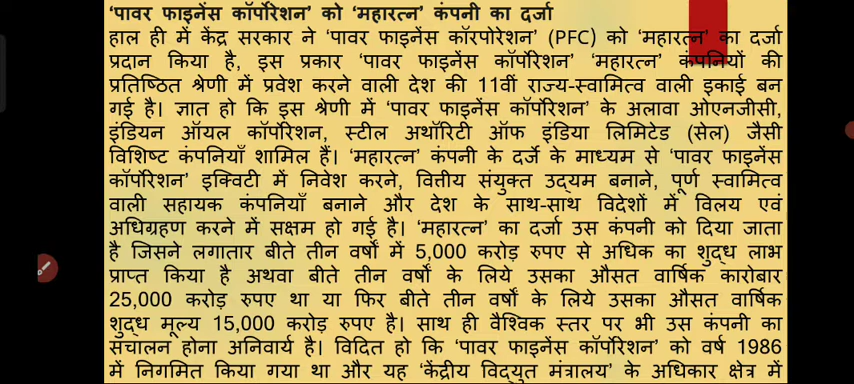 ‘पावर फाइनेंस कॉर्पोरेशन’ को ‘महारत्न’ कंपनी का दर्जा
हाल ही में केंद्र सरकार ने ‘पावर फाइनेंस कॉरपोरेशन’ (PFC) को ‘महारत्न’ का दर्जा
प्रदान किया है, इस प्रकार ‘पावर फाइनेंस कॉर्पोरेशन’ ‘महारत्न’ कंपनियों की
प्रतिष्ठित श्रेणी में प्रवेश करने वाली देश की 11वीं राज्य-स्वामित्व वाली इकाई बन
गई है। ज्ञात हो कि इस श्रेणी में ‘पावर फाइनेंस कॉर्पोरेशन’ के अलावा ओएनजीसी,
इंडियन ऑयल कॉर्पोरेशन, स्टील अथॉरिटी ऑफ इंडिया लिमिटेड (सेल) जैसी
विशिष्ट कंपनियाँ शामिल हैं। ‘महारत्न’ कंपनी के दर्जे के माध्यम से ‘पावर फाइनेंस
कॉर्पोरेशन’ इक्विटी में निवेश करने, वित्तीय संयुक्त उद्यम बनाने, पूर्ण स्वामित्व
वाली सहायक कंपनियाँ बनाने और देश के साथ-साथ विदेशों में विलय एवं
अधिग्रहण करने में सक्षम हो गई है। ‘महारत्न’ का दर्जा उस कंपनी को दिया जाता
है जिसने लगातार बीते तीन वर्षों में 5,000 करोड़ रुपए से अधिक का शुद्ध लाभ
प्राप्त किया है अथवा बीते तीन वर्षों के लिये उसका औसत वार्षिक कारोबार
25,000 करोड़ रुपए था या फिर बीते तीन वर्षों के लिये उसका औसत वार्षिक
शुद्ध मूल्य 15,000 करोड़ रुपए है। साथ ही वैश्विक स्तर पर भी उस कंपनी का
संचालन होना अनिवार्य है। विदित हो कि ‘पावर फाइनेंस कॉर्पोरेशन’ को वर्ष 1986
में निगमित किया गया था और यह ‘केंद्रीय विद्युत मंत्रालय’ के अधिकार क्षेत्र में